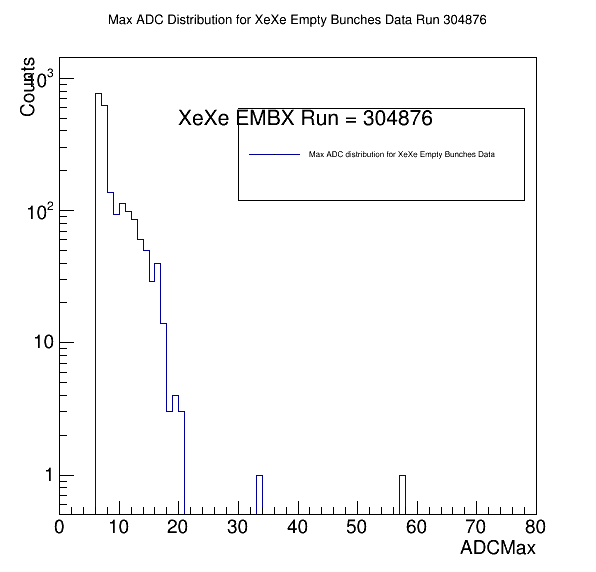 Max ADC Distribution for XeXe Empty Bunches Data Run 304876
Counts
10³
XeXe EMBX Run = 304876
Max ADC distribution for XeXe Empty Bunches Data
10²
10
1
0 10 20 30 40 50 60 70 80
ADCMax